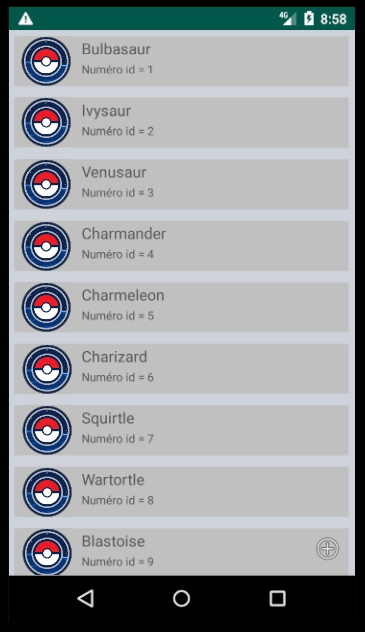 4G 8:58
Bulbasaur
Numéro id = 1
Ivysaur
Numéro id = 2
Venusaur
Numéro id = 3
Charmander
Numéro id = 4
Charmeleon
Numéro id = 5
Charizard
Numéro id = 6
Squirtle
Numéro id = 7
Wartortle
Numéro id = 8
Blastoise
Numéro id = 9